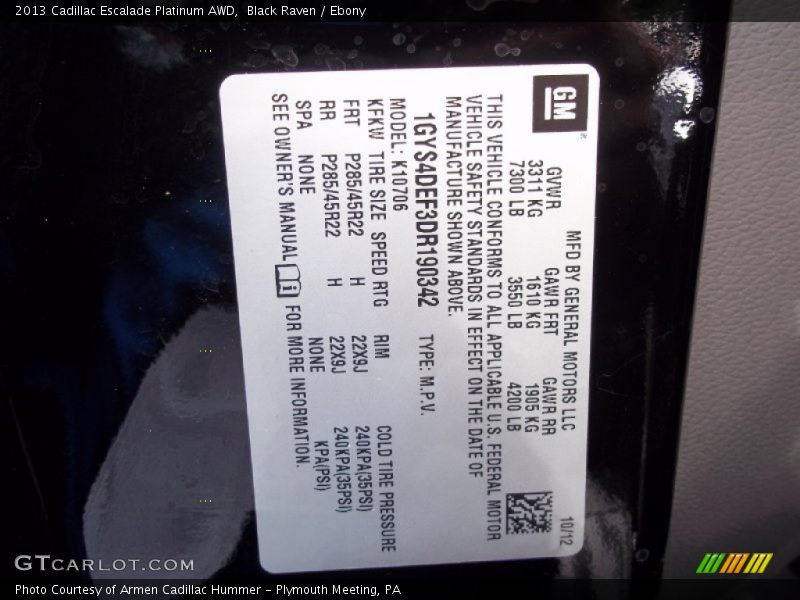 2013 Cadillac Escalade Platinum AWD,  Black Raven / Ebony
GM
MFD BY GENERAL MOTORS LLC 10/12
GVWR GAWR FRT GAWR RR
3311 KG 1610 KG 1905 KG
7300 LB 3550 LB 4200 LB
THIS VEHICLE CONFORMS TO ALL APPLICABLE U.S. FEDERAL MOTOR
VEHICLE SAFETY STANDARDS IN EFFECT ON THE DATE OF
MANUFACTURE SHOWN ABOVE.
1GYS4DEF3DR190342 TYPE: M.P.V.
MODEL: K10706
KFKW TIRE SIZE SPEED RTG RIM COLD TIRE PRESSURE
FRT P285/45R22 H 22X9J 240KPA(35PSI)
RR P285/45R22 H 22X9J 240KPA(35PSI)
SPA NONE NONE KPA(PSI)
SEE OWNER'S MANUAL FOR MORE INFORMATION.
GTCARLOT.COM
Photo Courtesy of Armen Cadillac Hummer - Plymouth Meeting, PA